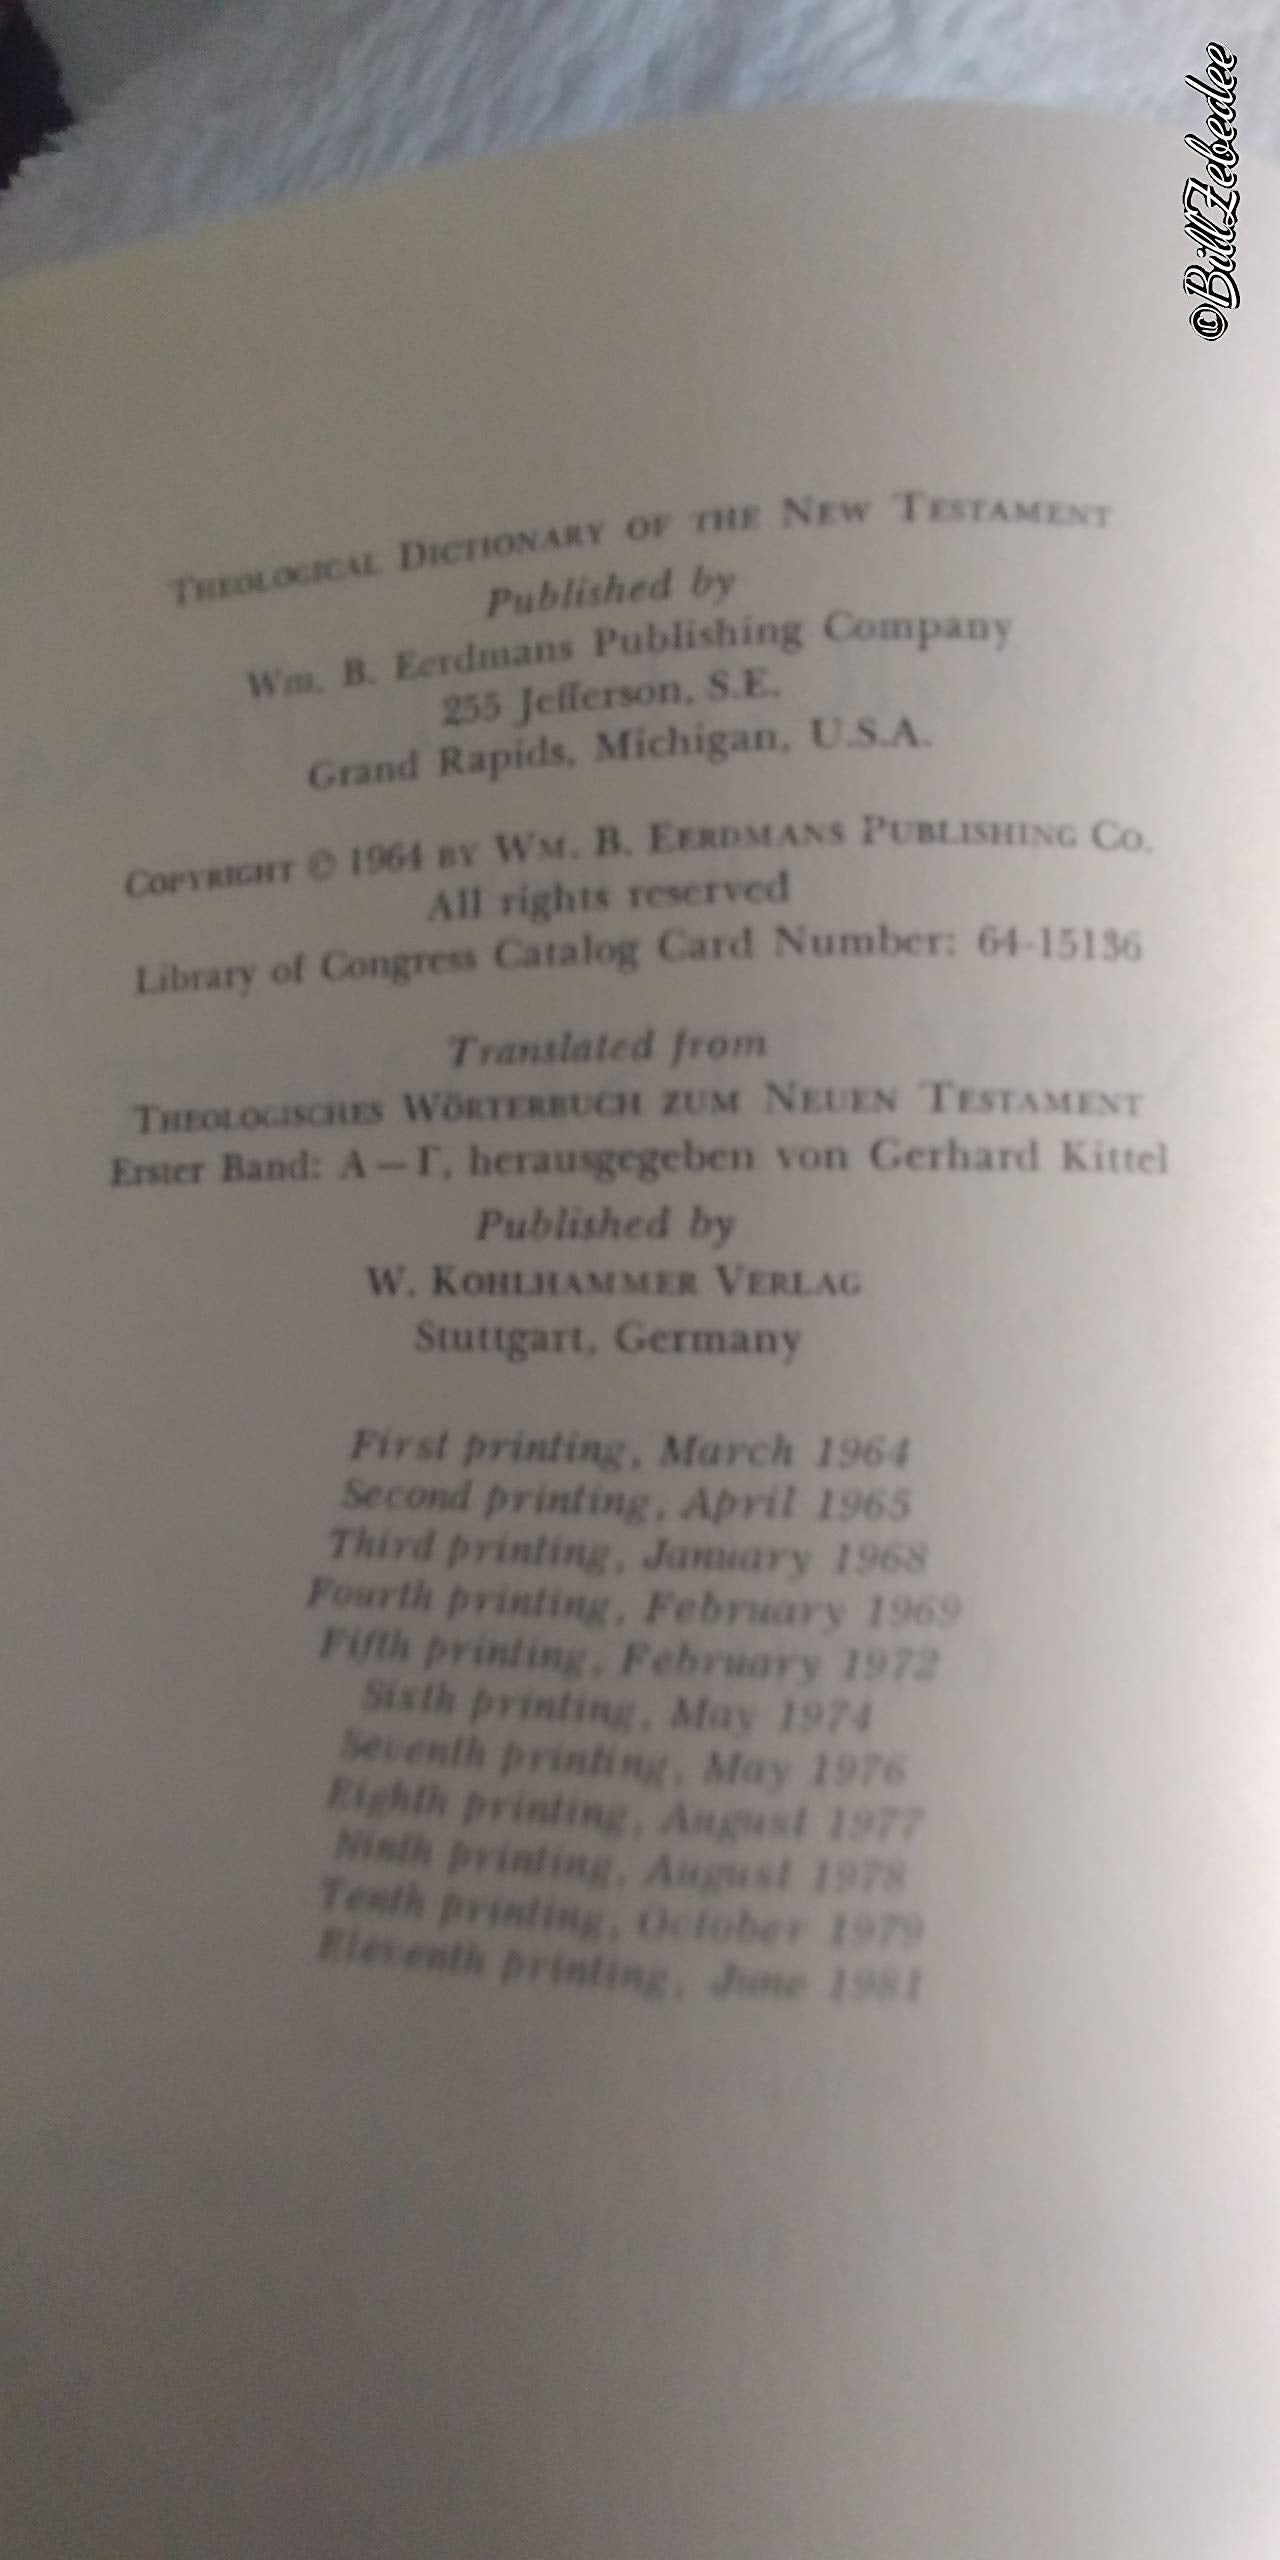 ©BillZebedee
THEOLOGICAL DICTIONARY OF THE NEW TESTAMENT
Published by
Wm. B. Eerdmans Publishing Company
255 Jefferson, S.E.
Grand Rapids, Michigan, U.S.A.
COPYRIGHT © 1964 BY WM. B. EERDMANS PUBLISHING CO.
All rights reserved
Library of Congress Catalog Card Number: 64-15136
Translated from
THEOLOGISCHES WÖRTERBUCH ZUM NEUEN TESTAMENT
Erster Band: Α—Γ, herausgegeben von Gerhard Kittel
Published by
W. KOHLHAMMER VERLAG
Stuttgart, Germany
First printing, March 1964
Second printing, April 1965
Third printing, January 1968
Fourth printing, February 1969
Fifth printing, February 1972
Sixth printing, May 1974
Seventh printing, May 1976
Eighth printing, August 1977
Ninth printing, August 1978
Tenth printing, October 1979
Eleventh printing, June 1981